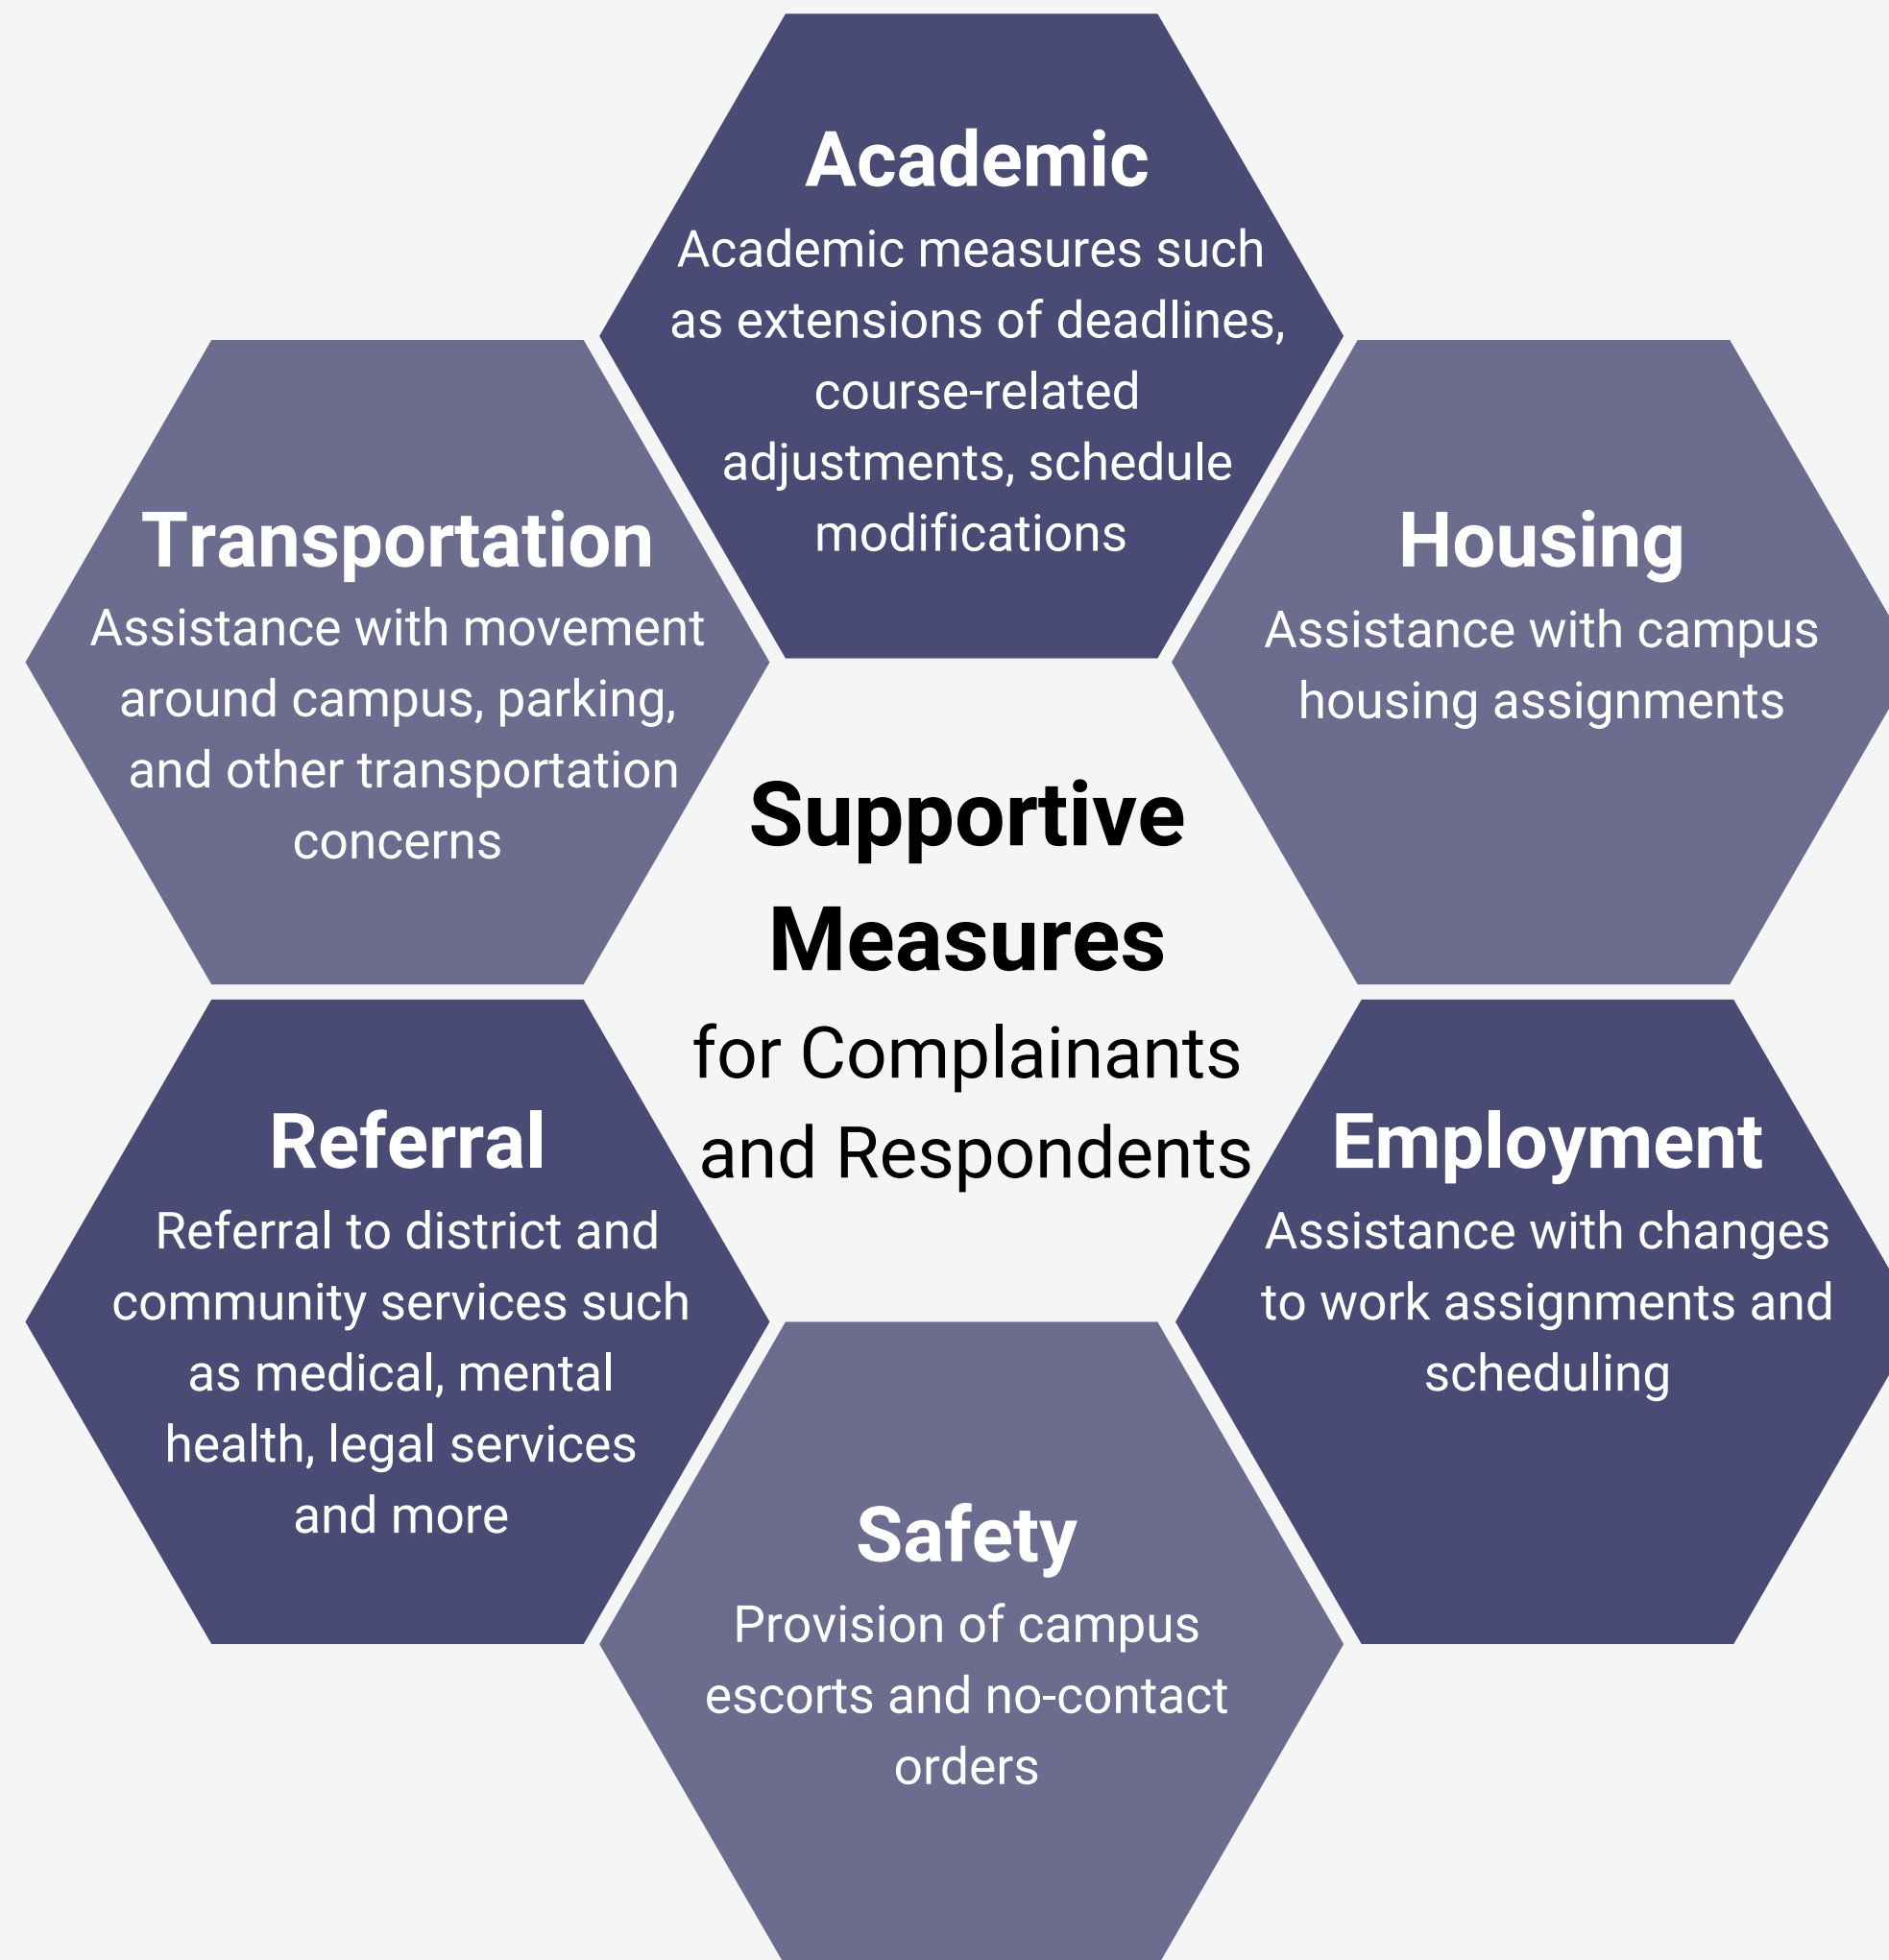 Academic
Academic measures such
as extensions of deadlines,
course-related
adjustments, schedule
modifications
Transportation
Assistance with movement
around campus, parking,
and other transportation
concerns
Housing
Assistance with campus
housing assignments
Supportive
Measures
for Complainants
and Respondents
Referral
Referral to district and
community services such
as medical, mental
health, legal services
and more
Employment
Assistance with changes
to work assignments and
scheduling
Safety
Provision of campus
escorts and no-contact
orders